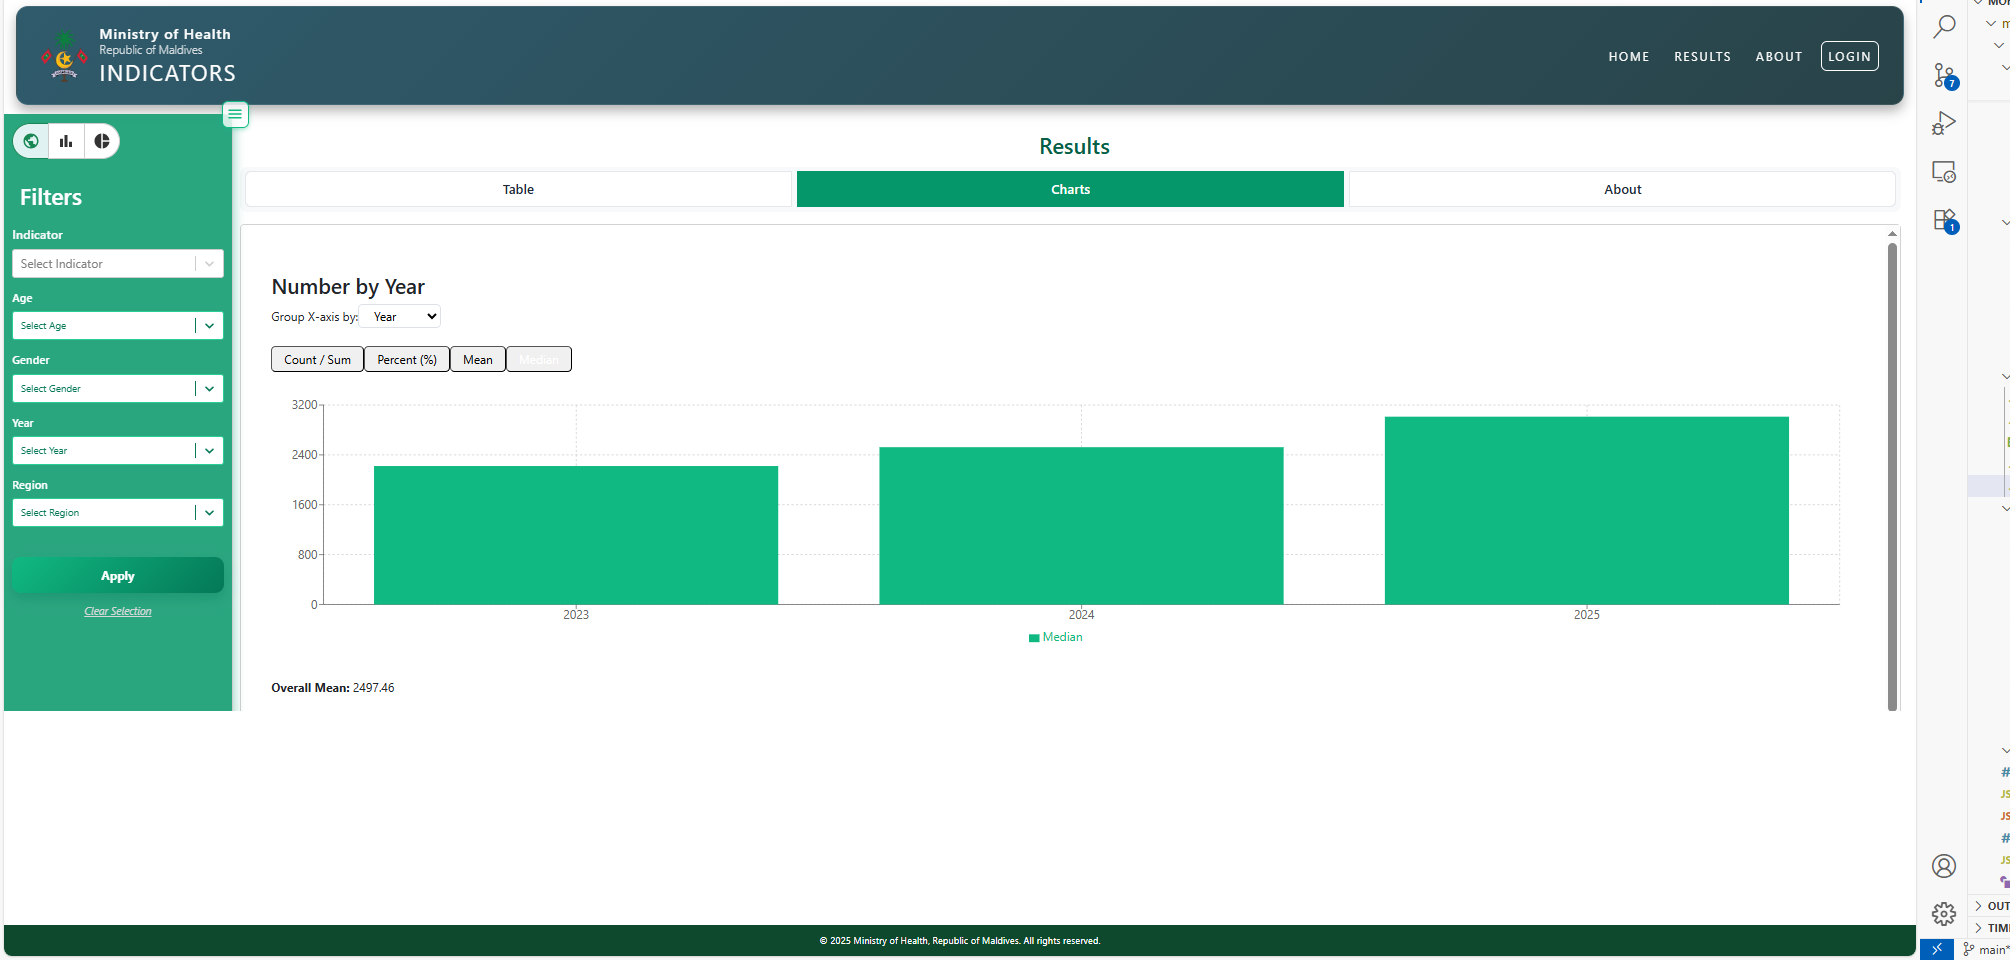 Ministry of Health
Republic of Maldives
INDICATORS
HOME
RESULTS
ABOUT
LOGIN
Filters
Indicator
Select Indicator
Age
Select Age
Gender
Select Gender
Year
Select Year
Region
Select Region
Apply
Clear Selection
Results
Table
Charts
About
Number by Year
Group X-axis by: Year
Count / Sum
Percent (%)
Mean
Median
3200
2400
1600
800
0
2023
2024
2025
Median
Overall Mean: 2497.46
© 2025 Ministry of Health, Republic of Maldives. All rights reserved.
7
1
#
JS
JS
#
JS
OUT
TIM
main*